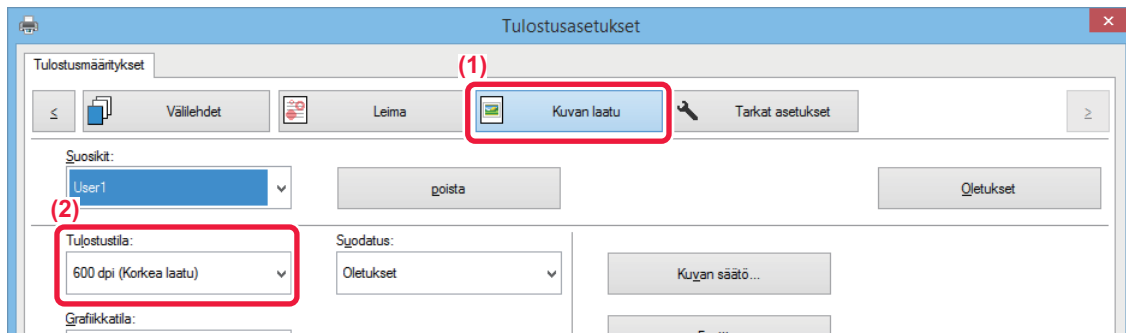 Tulostusasetukset
Tulostusmääritykset
(1)
≤ Välilehdet Leima Kuvan laatu Tarkat asetukset ≥
Suosikit:
User1 poista Oletukset
(2)
Tulostustila: Suodatus:
600 dpi (Korkea laatu) Oletukset Kuvan säätö...
Grafiikkatila: